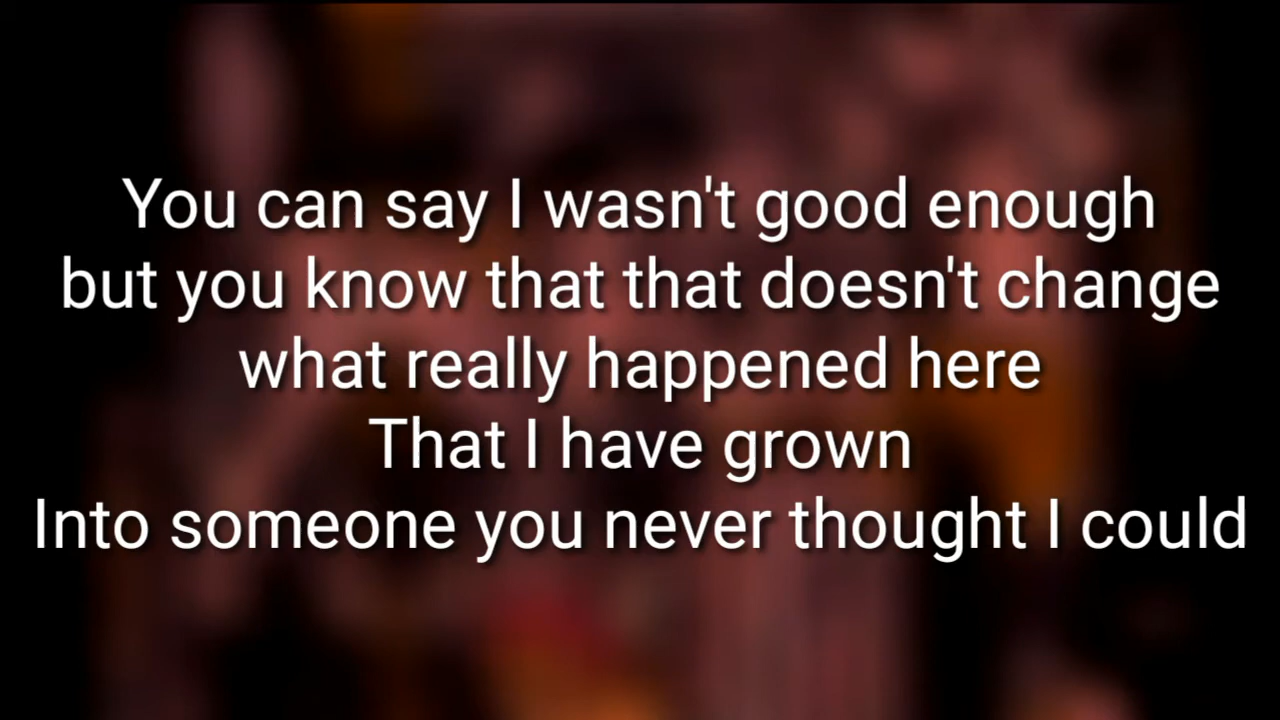 You can say I wasn't good enough
but you know that that doesn't change
what really happened here
That I have grown
Into someone you never thought I could